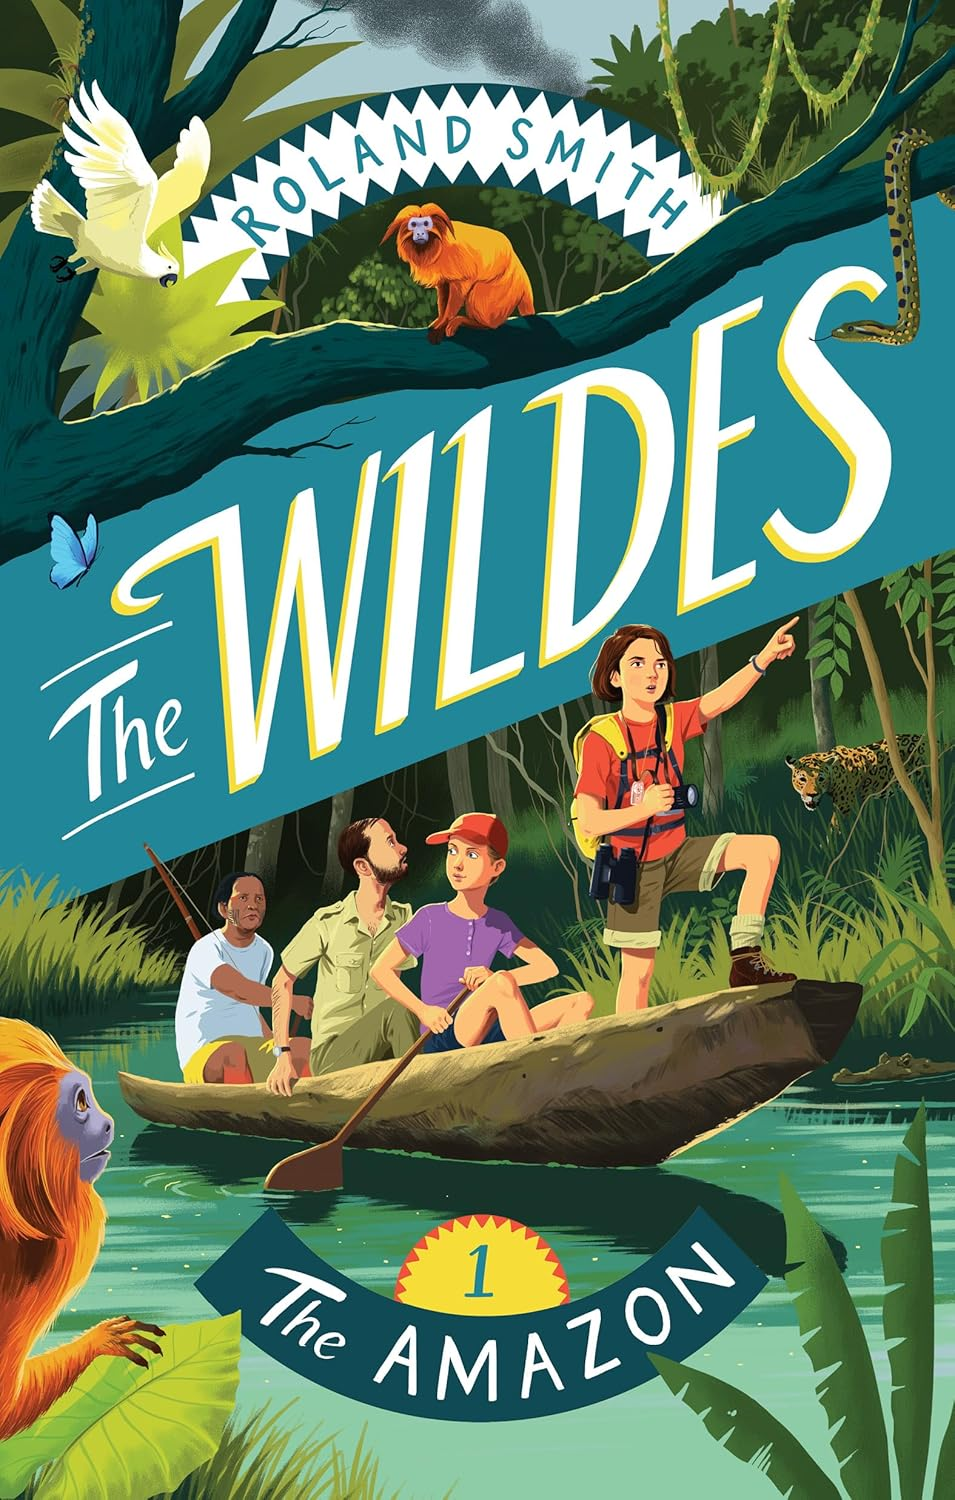 ROLAND SMITH
The WILDES
1
The AMAZON